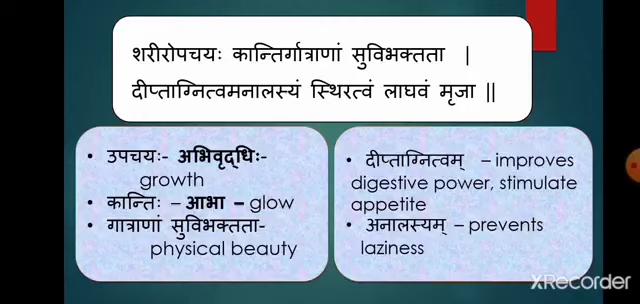 शरीरोपचयः कान्तिर्गात्राणां सुविभक्तता |
दीप्ताग्नित्वमनालस्यं स्थिरत्वं लाघवं मृजा ||
• उपचयः- अभिवृद्धिः-
growth
• कान्तिः – आभा – glow
• गात्राणां सुविभक्तता-
physical beauty
• दीप्ताग्नित्वम् – improves
digestive power, stimulate
appetite
• अनालस्यम् – prevents
laziness
XRecorder